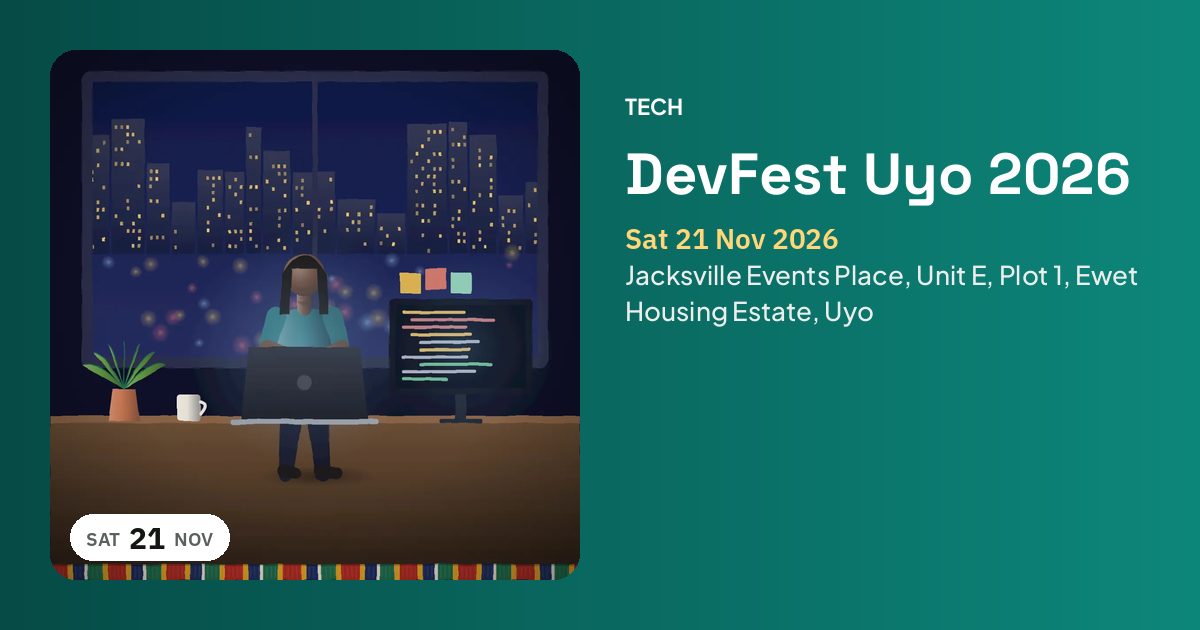 TECH
DevFest Uyo 2026
Sat 21 Nov 2026
Jacksville Events Place, Unit E, Plot 1, Ewet
Housing Estate, Uyo
SAT 21 NOV